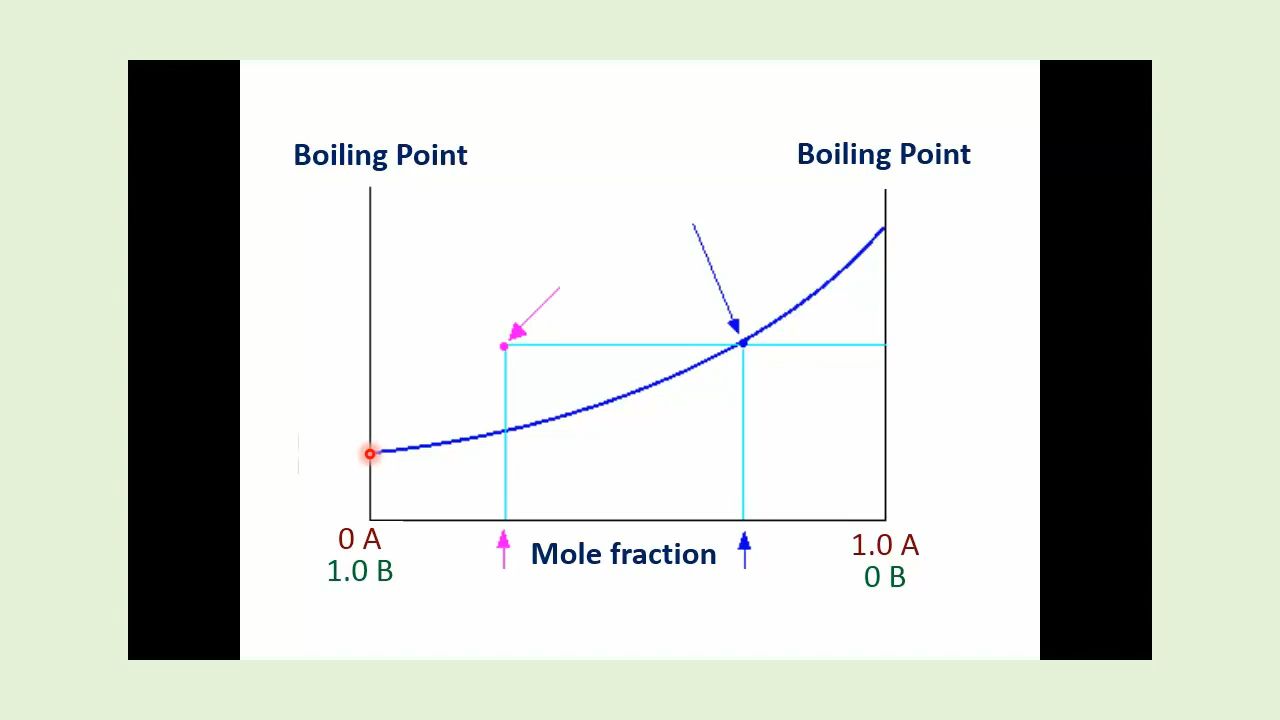 Boiling Point
Boiling Point
0 A
1.0 B
Mole fraction
1.0 A
0 B